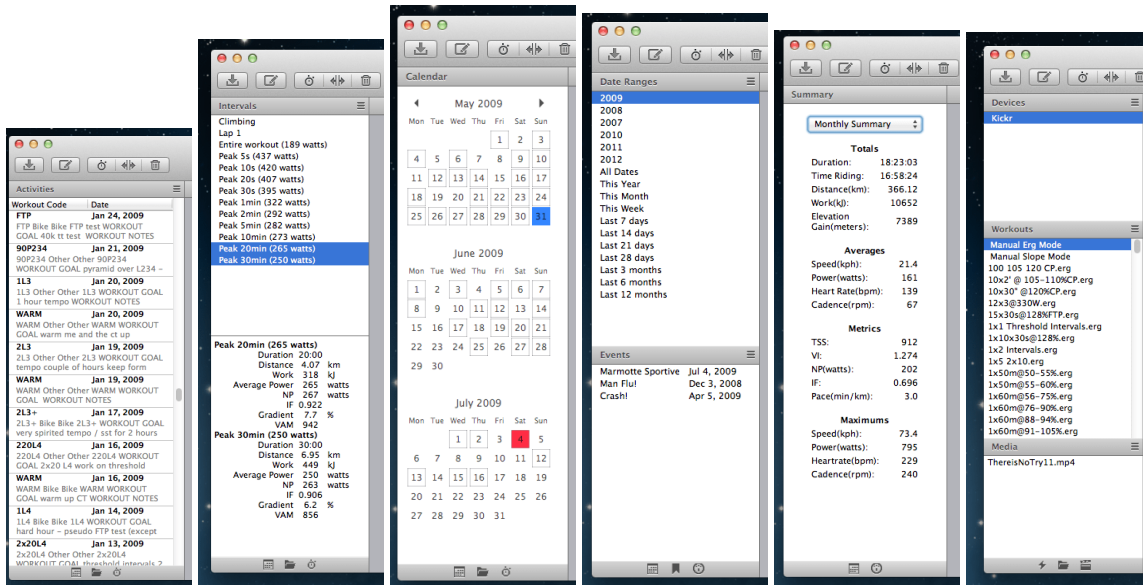 Activities
Workout Code Date
FTP Jan 24, 2009
FTP Bike Bike FTP test WORKOUT
GOAL 40k tt test WORKOUT NOTES
90P234 Jan 21, 2009
90P234 Other Other 90P234
WORKOUT GOAL pyramid over L234 –
1L3 Jan 20, 2009
1L3 Other Other 1L3 WORKOUT GOAL
1 hour tempo WORKOUT NOTES
WARM Jan 20, 2009
WARM Other Other WARM WORKOUT
GOAL warm me and the ct up
2L3 Jan 19, 2009
2L3 Other Other 2L3 WORKOUT GOAL
tempo couple of hours keep form
WARM Jan 19, 2009
WARM Other WARM WORKOUT
GOAL WORKOUT NOTES
2L3+ Jan 17, 2009
2L3+ Bike Bike 2L3+ WORKOUT GOAL
very spirited tempo / sst for 2 hours
220L4 Jan 16, 2009
220L4 Other Other 220L4 WORKOUT
GOAL 2x20 L4 work on threshold
WARM Jan 16, 2009
WARM Bike Bike WARM WORKOUT
GOAL warm up CT WORKOUT NOTES
1L4 Jan 14, 2009
1L4 Bike Bike 1L4 WORKOUT GOAL
hard hour – pseudo FTP test (except
2x20L4 Jan 13, 2009
2x20L4 Other Other 2x20L4
WORKOUT GOAL threshold intervals 2
Intervals
Climbing
Lap 1
Entire workout (189 watts)
Peak 5s (437 watts)
Peak 10s (420 watts)
Peak 20s (407 watts)
Peak 30s (395 watts)
Peak 1min (322 watts)
Peak 2min (292 watts)
Peak 5min (282 watts)
Peak 10min (273 watts)
Peak 20min (265 watts)
Peak 30min (250 watts)
Peak 20min (265 watts)
Duration 20:00
Distance 4.07 km
Work 318 kJ
Average Power 265 watts
NP 267 watts
IF 0.922
Gradient 7.7 %
VAM 942
Peak 30min (250 watts)
Duration 30:00
Distance 6.95 km
Work 449 kJ
Average Power 250 watts
NP 263 watts
IF 0.906
Gradient 6.2 %
VAM 856
Calendar
May 2009
Mon Tue Wed Thu Fri Sat Sun
1 2 3
4 5 6 7 8 9 10
11 12 13 14 15 16 17
18 19 20 21 22 23 24
25 26 27 28 29 30 31
June 2009
Mon Tue Wed Thu Fri Sat Sun
1 2 3 4 5 6 7
8 9 10 11 12 13 14
15 16 17 18 19 20 21
22 23 24 25 26 27 28
29 30
July 2009
Mon Tue Wed Thu Fri Sat Sun
1 2 3 4 5
6 7 8 9 10 11 12
13 14 15 16 17 18 19
20 21 22 23 24 25 26
27 28 29 30 31
Date Ranges
2009
2008
2007
2010
2011
2012
All Dates
This Year
This Month
This Week
Last 7 days
Last 14 days
Last 21 days
Last 28 days
Last 3 months
Last 6 months
Last 12 months
Events
Marmotte Sportive Jul 4, 2009
Man Flu! Dec 3, 2008
Crash! Apr 5, 2009
Summary
Monthly Summary
Totals
Duration: 18:23:03
Time Riding: 16:58:24
Distance(km): 366.12
Work(kJ): 10652
Elevation
Gain(meters): 7389
Averages
Speed(kph): 21.4
Power(watts): 161
Heart Rate(bpm): 139
Cadence(rpm): 67
Metrics
TSS: 912
VI: 1.274
NP(watts): 202
IF: 0.696
Pace(min/km): 3.0
Maximums
Speed(kph): 73.4
Power(watts): 795
Heartrate(bpm): 229
Cadence(rpm): 240
Devices
Kickr
Workouts
Manual Erg Mode
Manual Slope Mode
100 105 120 CP.erg
10x2' @ 105–110%CP.erg
10x30" @120%CP.erg
12x3@330W.erg
15x30s@128%FTP.erg
1x1 Threshold Intervals.erg
1x10x30s@128%.erg
1x2 Intervals.erg
1x5 2x10.erg
1x50m@50–55%.erg
1x50m@55–60%.erg
1x60m@56–75%.erg
1x60m@76–90%.erg
1x60m@88–94%.erg
1x60m@91–105%.erg
Media
ThereisNoTry11.mp4